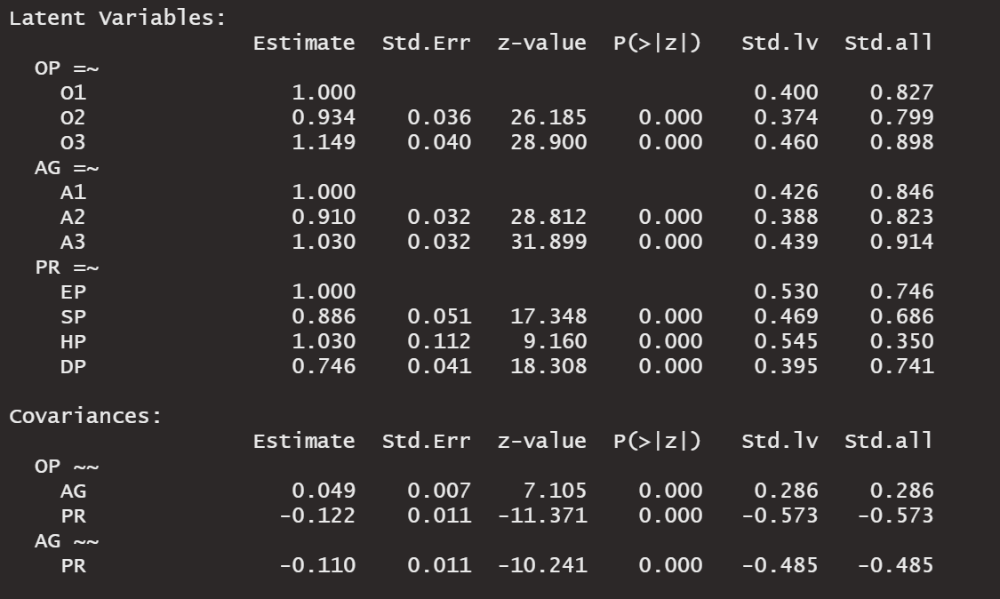 Latent Variables:
                   Estimate  Std.Err  z-value  P(>|z|)   Std.lv  Std.all
  OP =~
    O1                1.000                               0.400    0.827
    O2                0.934    0.036   26.185    0.000    0.374    0.799
    O3                1.149    0.040   28.900    0.000    0.460    0.898
  AG =~
    A1                1.000                               0.426    0.846
    A2                0.910    0.032   28.812    0.000    0.388    0.823
    A3                1.030    0.032   31.899    0.000    0.439    0.914
  PR =~
    EP                1.000                               0.530    0.746
    SP                0.886    0.051   17.348    0.000    0.469    0.686
    HP                1.030    0.112    9.160    0.000    0.545    0.350
    DP                0.746    0.041   18.308    0.000    0.395    0.741
Covariances:
                   Estimate  Std.Err  z-value  P(>|z|)   Std.lv  Std.all
  OP ~~
    AG                0.049    0.007    7.105    0.000    0.286    0.286
    PR               -0.122    0.011  -11.371    0.000   -0.573   -0.573
  AG ~~
    PR               -0.110    0.011  -10.241    0.000   -0.485   -0.485